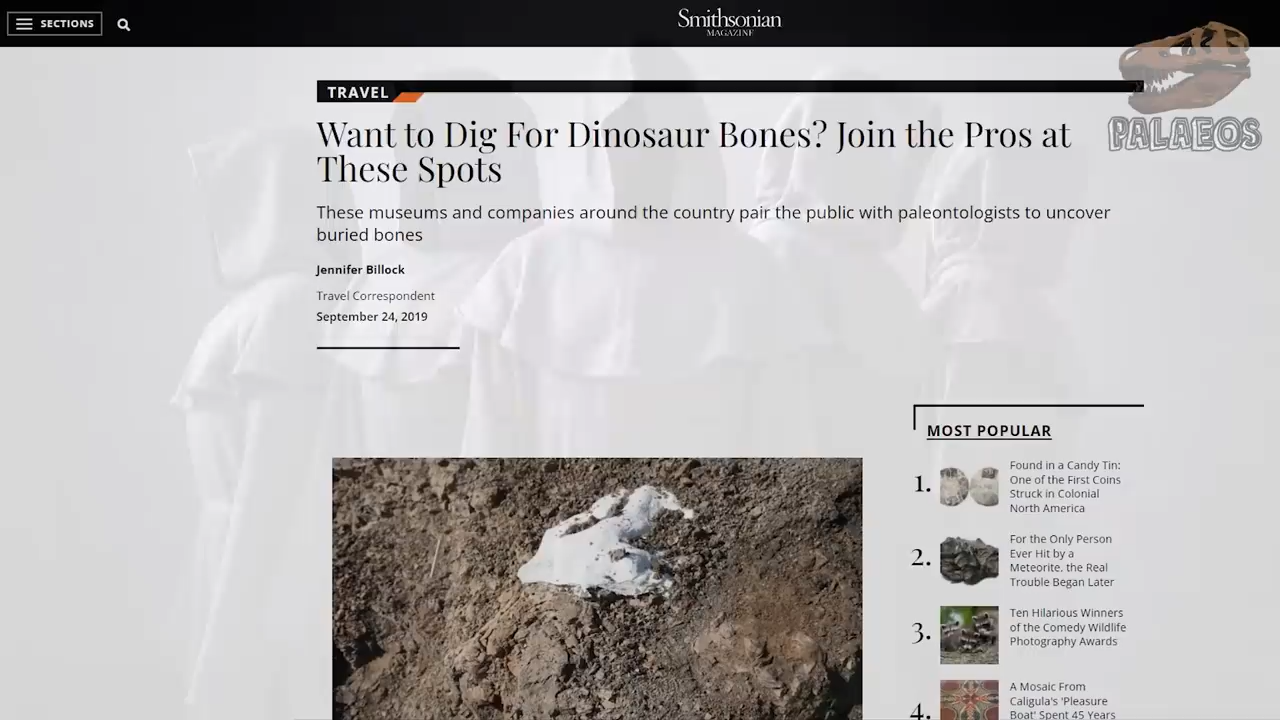 SECTIONS
Smithsonian
MAGAZINE
PALAEOS
TRAVEL
Want to Dig For Dinosaur Bones? Join the Pros at
These Spots
These museums and companies around the country pair the public with paleontologists to uncover
buried bones
Jennifer Billock
Travel Correspondent
September 24, 2019
MOST POPULAR
1.
Found in a Candy Tin:
One of the First Coins
Struck in Colonial
North America
2.
For the Only Person
Ever Hit by a
Meteorite. the Real
Trouble Began Later
3.
Ten Hilarious Winners
of the Comedy Wildlife
Photography Awards
4.
A Mosaic From
Caligula's 'Pleasure
Boat' Spent 45 Years